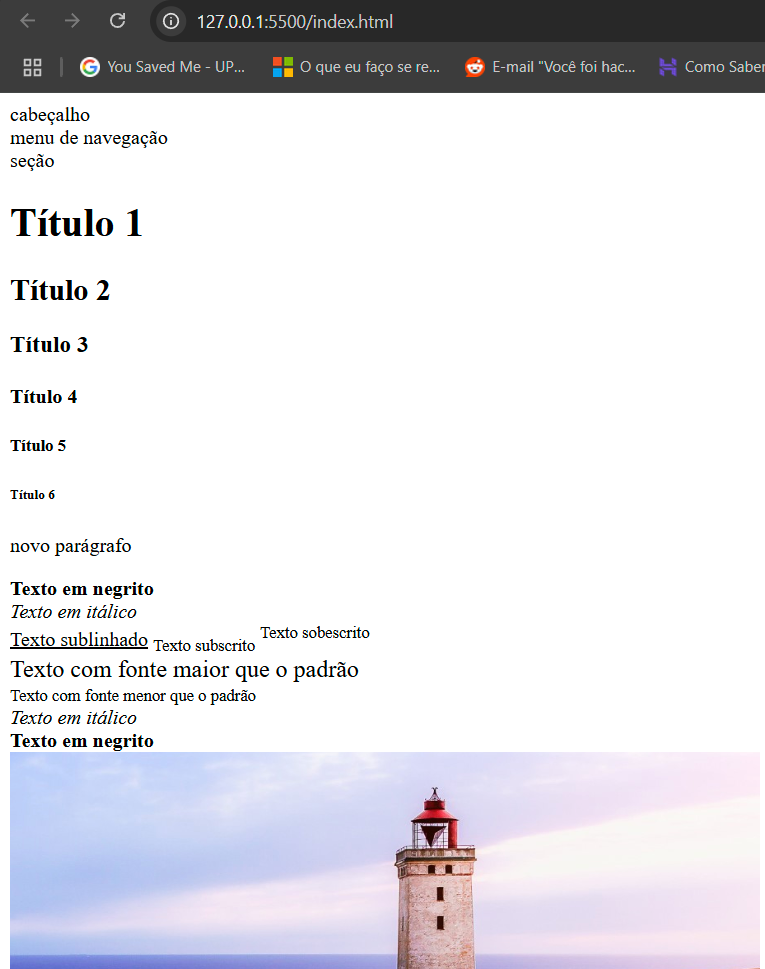 127.0.0.1:5500/index.html
You Saved Me - UP... O que eu faço se re... E-mail "Você foi hac... Como Saber
cabeçalho
menu de navegação
seção
Título 1
Título 2
Título 3
Título 4
Título 5
Título 6
novo parágrafo
Texto em negrito
Texto em itálico
Texto sublinhado Texto subscrito Texto sobescrito
Texto com fonte maior que o padrão
Texto com fonte menor que o padrão
Texto em itálico
Texto em negrito